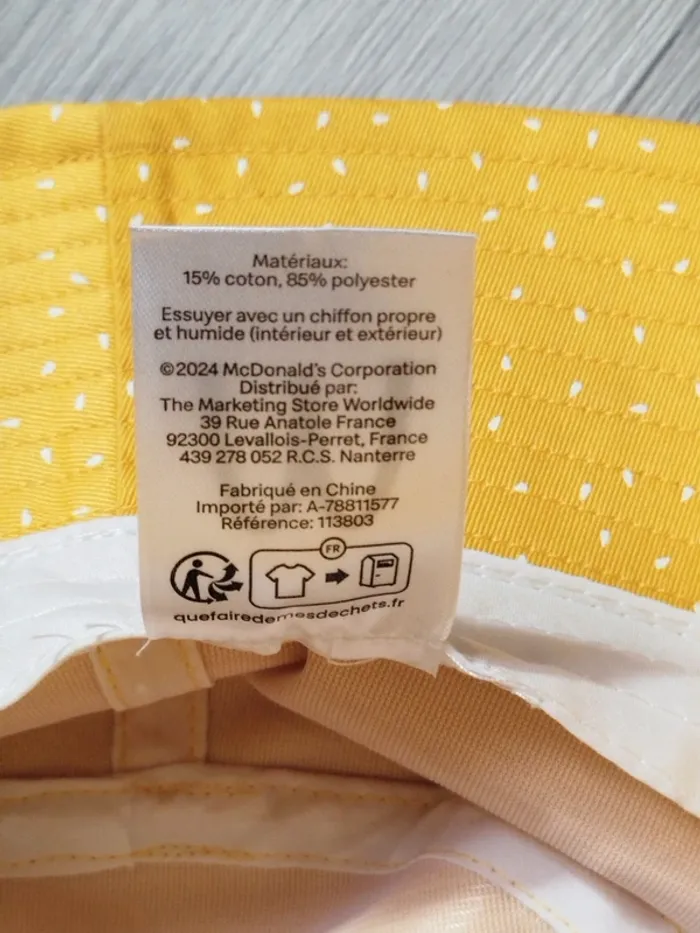 Matériaux:
15% coton, 85% polyester
Essuyer avec un chiffon propre
et humide (intérieur et extérieur)
©2024 McDonald's Corporation
Distribué par:
The Marketing Store Worldwide
39 Rue Anatole France
92300 Levallois-Perret, France
439 278 052 R.C.S. Nanterre
Fabriqué en Chine
Importé par: A-78811577
Référence: 113803
FR
quefairedemesdechets.fr